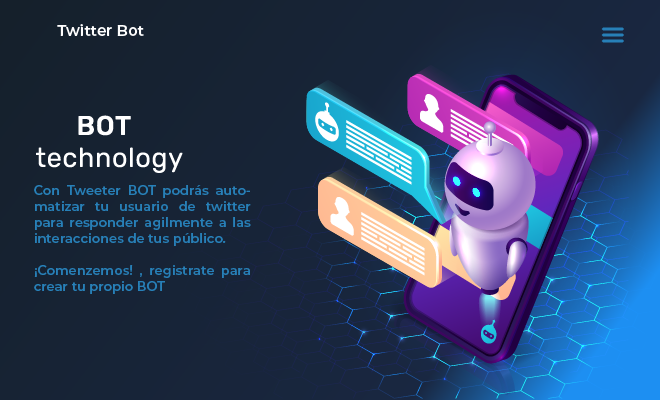 Twitter Bot
BOT
technology
Con Tweeter BOT podrás auto-
matizar tu usuario de twitter
para responder agilmente a las
interacciones de tus público.
¡Comenzemos! , registrate para
crear tu propio BOT